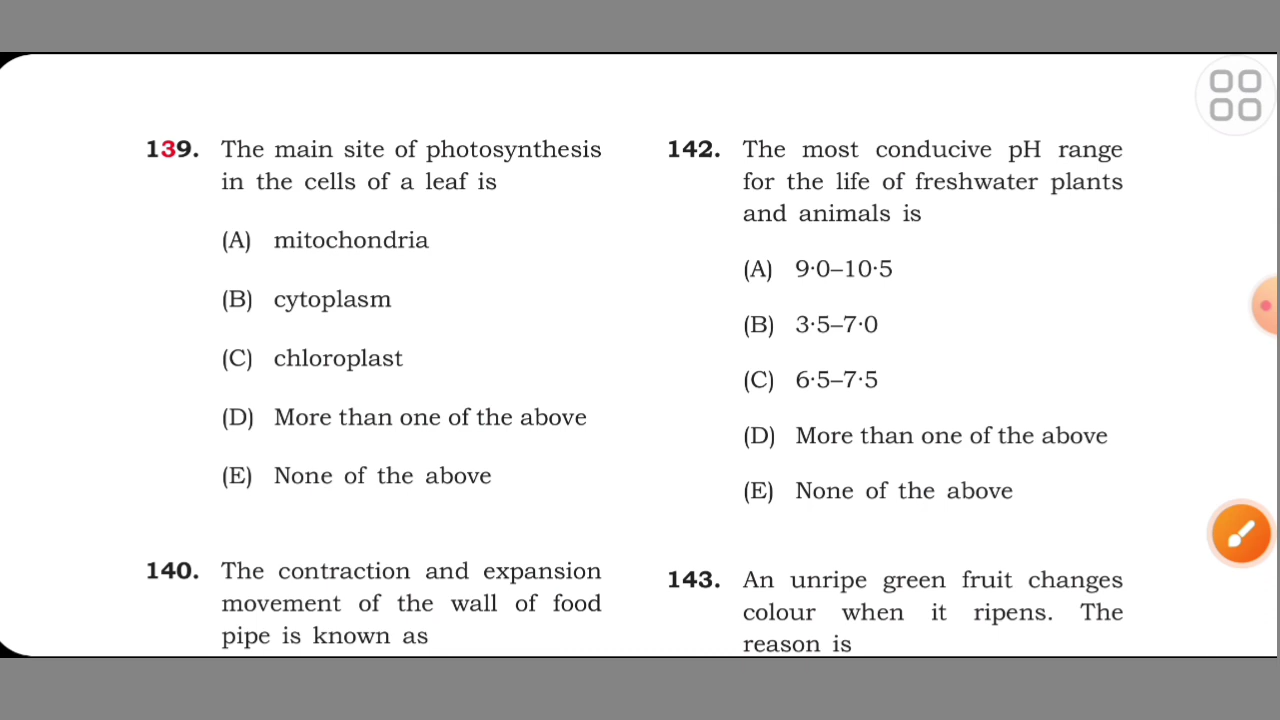 139. The main site of photosynthesis
in the cells of a leaf is
(A) mitochondria
(B) cytoplasm
(C) chloroplast
(D) More than one of the above
(E) None of the above
140. The contraction and expansion
movement of the wall of food
pipe is known as
142. The most conducive pH range
for the life of freshwater plants
and animals is
(A) 9·0–10·5
(B) 3·5–7·0
(C) 6·5–7·5
(D) More than one of the above
(E) None of the above
143. An unripe green fruit changes
colour when it ripens. The
reason is